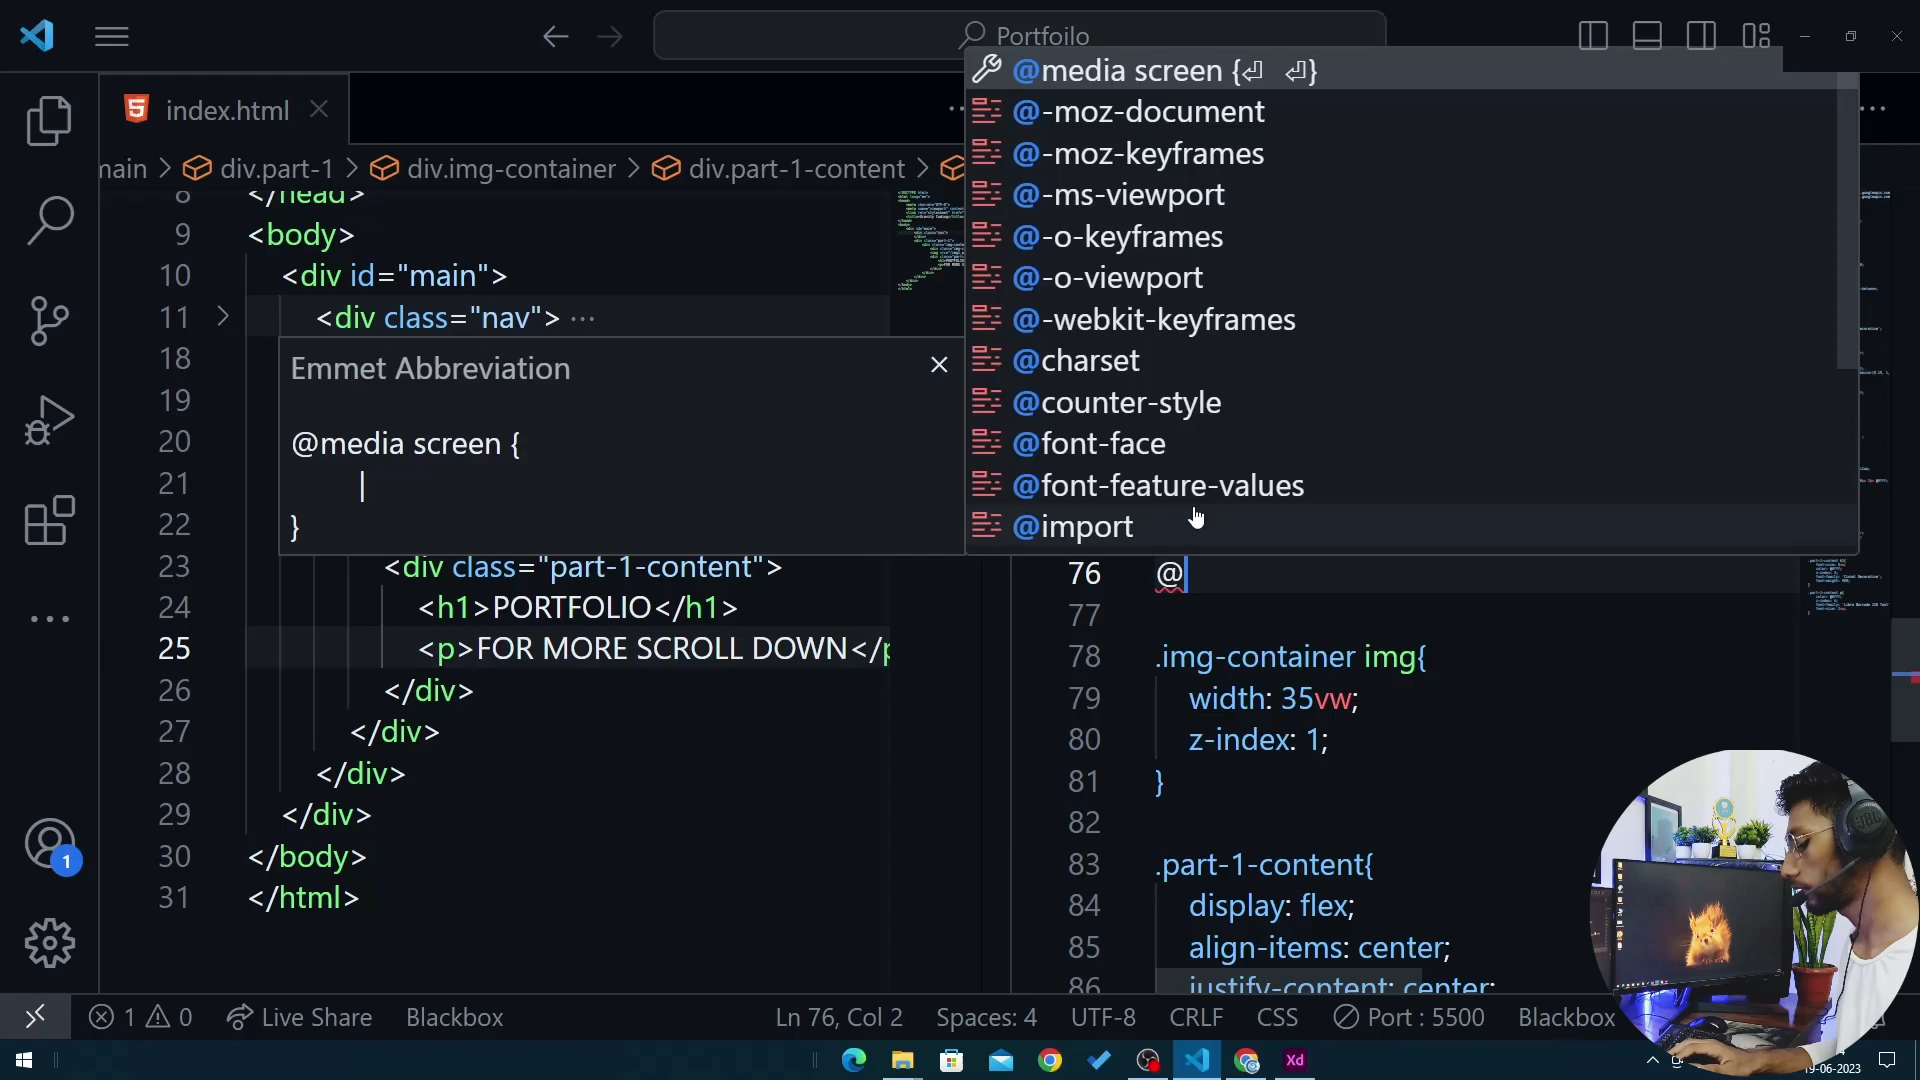 Portfoilo
index.html
main > div.part-1 > div.img-container > div.part-1-content >
8 </head>
9 <body>
10 <div id="main">
11 <div class="nav"> ···
18
19
20
21
22
23 <div class="part-1-content">
24 <h1>PORTFOLIO</h1>
25 <p>FOR MORE SCROLL DOWN</p
26 </div>
27 </div>
28 </div>
29 </div>
30 </body>
31 </html>
Emmet Abbreviation
@media screen {
|
}
@media screen {⏎ ⏎}
@-moz-document
@-moz-keyframes
@-ms-viewport
@-o-keyframes
@-o-viewport
@-webkit-keyframes
@charset
@counter-style
@font-face
@font-feature-values
@import
76 @
77
78 .img-container img{
79 width: 35vw;
80 z-index: 1;
81 }
82
83 .part-1-content{
84 display: flex;
85 align-items: center;
86 justify-content: center;
1
1 0 Live Share Blackbox Ln 76, Col 2 Spaces: 4 UTF-8 CRLF CSS Port : 5500 Blackbox
Xd
19-06-2023
JBL